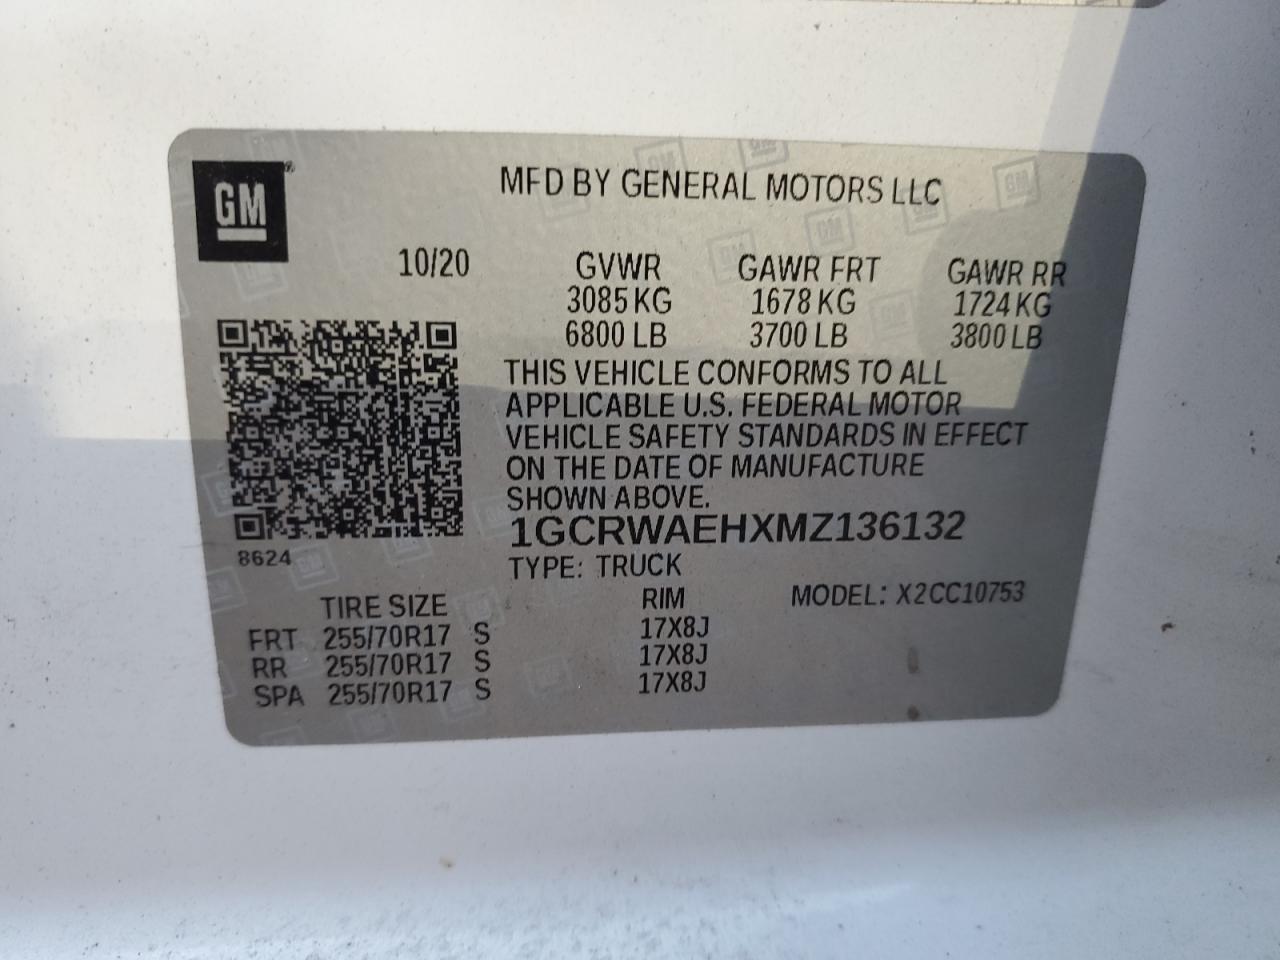 GM
MFD BY GENERAL MOTORS LLC
10/20 GVWR GAWR FRT GAWR RR
3085 KG 1678 KG 1724 KG
6800 LB 3700 LB 3800 LB
THIS VEHICLE CONFORMS TO ALL
APPLICABLE U.S. FEDERAL MOTOR
VEHICLE SAFETY STANDARDS IN EFFECT
ON THE DATE OF MANUFACTURE
SHOWN ABOVE.
1GCRWAEHXMZ136132
8624
TYPE: TRUCK
TIRE SIZE RIM MODEL: X2CC10753
FRT 255/70R17 S 17X8J
RR 255/70R17 S 17X8J
SPA 255/70R17 S 17X8J